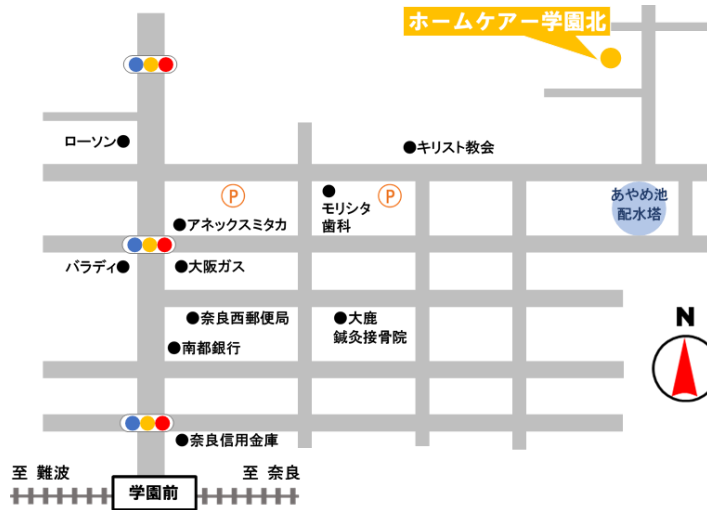 ホームケアー学園北
ローソン
キリスト教会
P
P
モリシタ
歯科
あやめ池
配水塔
アネックスミタカ
パラディ
大阪ガス
奈良西郵便局
大鹿
鍼灸接骨院
N
南都銀行
奈良信用金庫
至 難波
至 奈良
学園前